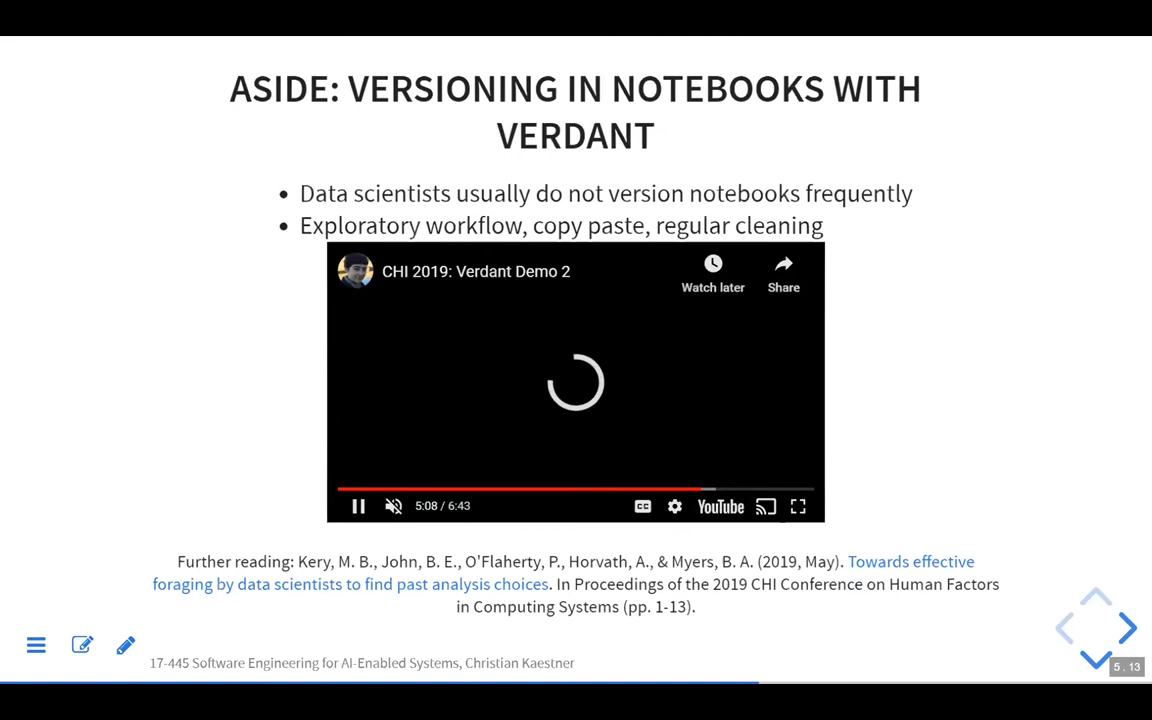 ASIDE: VERSIONING IN NOTEBOOKS WITH
VERDANT
Data scientists usually do not version notebooks frequently
Exploratory workflow, copy paste, regular cleaning
CHI 2019: Verdant Demo 2
Watch later
Share
5:08 / 6:43
CC
YouTube
Further reading: Kery, M. B., John, B. E., O'Flaherty, P., Horvath, A., & Myers, B. A. (2019, May). Towards effective
foraging by data scientists to find past analysis choices. In Proceedings of the 2019 CHI Conference on Human Factors
in Computing Systems (pp. 1-13).
17-445 Software Engineering for AI-Enabled Systems, Christian Kaestner
5 . 13